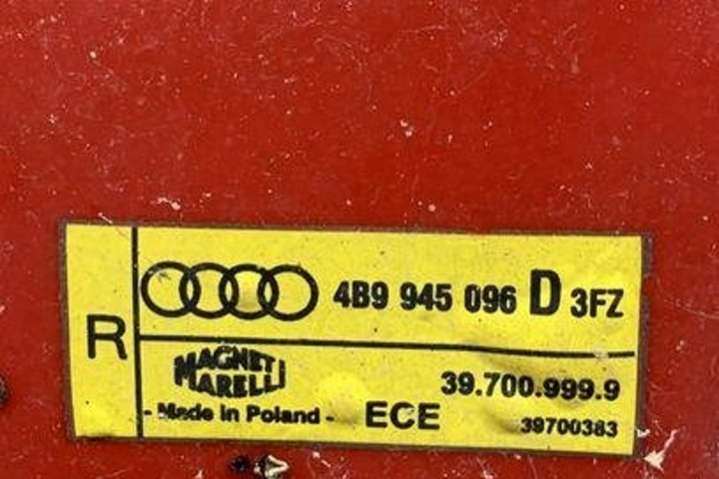 R
4B9 945 096 D 3FZ
MAGNETI
MARELLI
39.700.999.9
- Made in Poland - ECE
39700383